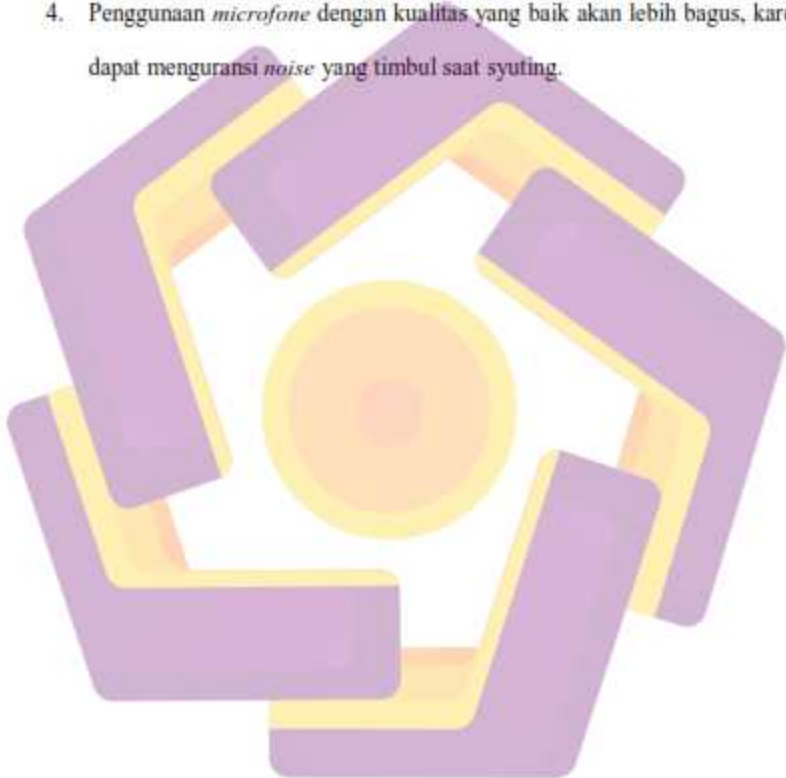 4. Penggunaan microfone dengan kualitas yang baik akan lebih bagus,
dapat menguransi noise yang timbul saat syuting.